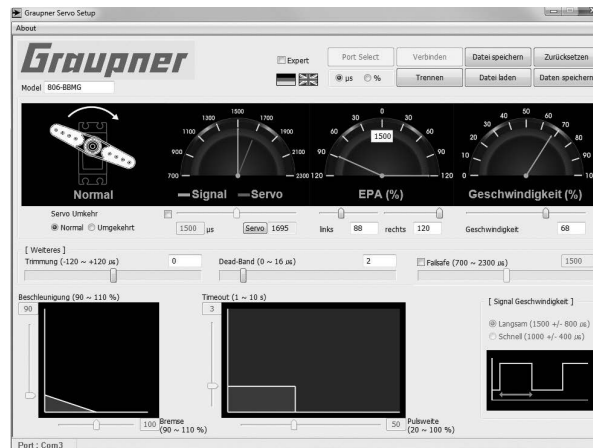 Graupner Servo Setup
About
Graupner
Expert
Port Select
Verbinden
Datei speichern
Zurücksetzen
µs
%
Trennen
Datei laden
Daten speichern
Model
806-BBMG
700
900
1100
1300
1500
1700
1900
2100
2300
120
90
60
30
0
30
60
90
120
1500
0
10
20
30
40
50
60
70
Normal
Signal
Servo
EPA (%)
Geschwindigkeit (%)
Servo Umkehr
Normal
Umgekehrt
1500 µs
Servo 1695
links 88
rechts 120
Geschwindigkeit 68
[ Weiteres ]
Trimmung (-120 ~ +120 µs) 0
Dead-Band (0 ~ 16 µs) 2
Failsafe (700 ~ 2300 µs) 1500
Beschleunigung (90 ~ 110 %)
90
100
Bremse
(90 ~ 110 %)
Timeout (1 ~ 10 s)
3
50
Pulsweite
(20 ~ 100 %)
[ Signal Geschwindigkeit ]
Langsam (1500 +/- 800 µs)
Schnell (1000 +/- 400 µs)
Port : Com3